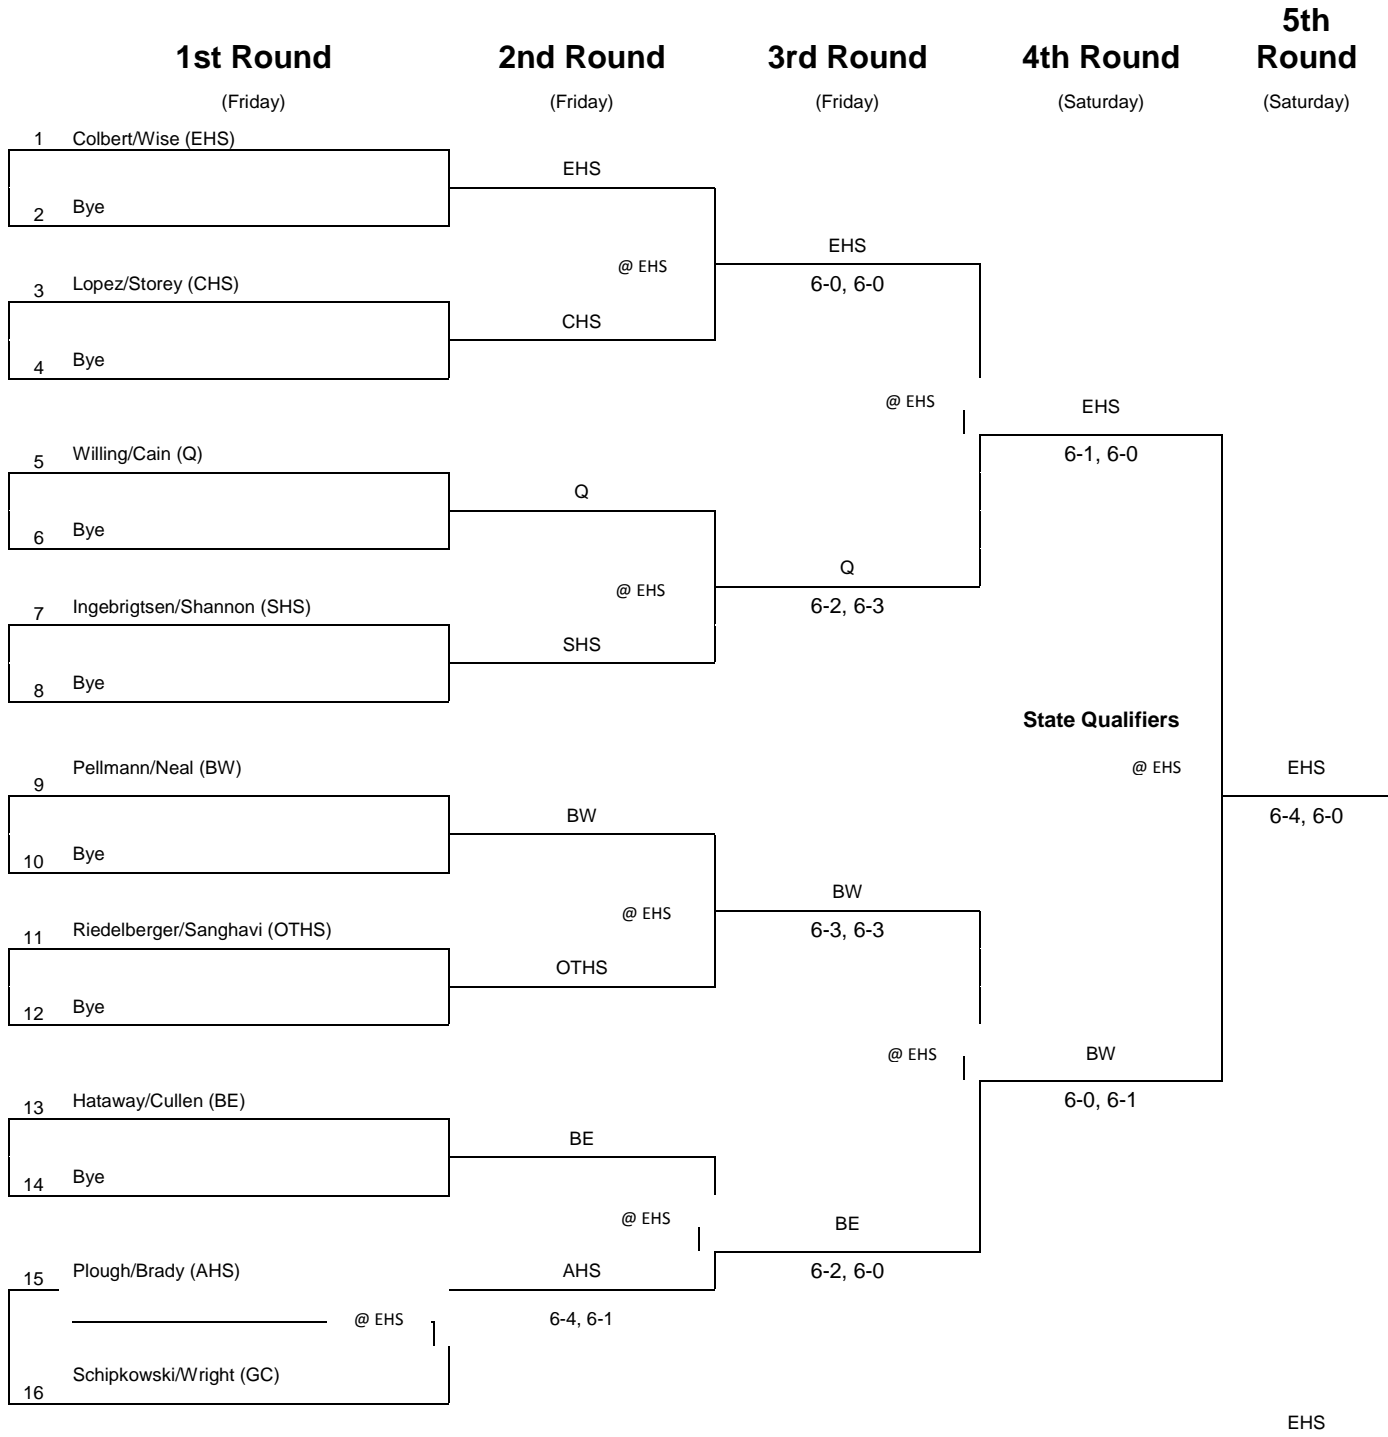 5th
1st Round 2nd Round 3rd Round 4th Round Round
(Friday) (Friday) (Friday) (Saturday) (Saturday)
1 Colbert/Wise (EHS)
EHS
2 Bye
EHS
@ EHS
3 Lopez/Storey (CHS) 6-0, 6-0
CHS
4 Bye
@ EHS EHS
5 Willing/Cain (Q) 6-1, 6-0
Q
6 Bye
Q
@ EHS
7 Ingebrigtsen/Shannon (SHS) 6-2, 6-3
SHS
8 Bye
State Qualifiers
9 Pellmann/Neal (BW) @ EHS EHS
BW 6-4, 6-0
10 Bye
BW
@ EHS
11 Riedelberger/Sanghavi (OTHS) 6-3, 6-3
OTHS
12 Bye
@ EHS BW
13 Hataway/Cullen (BE) 6-0, 6-1
BE
14 Bye
@ EHS BE
15 Plough/Brady (AHS) AHS 6-2, 6-0
@ EHS 6-4, 6-1
16 Schipkowski/Wright (GC)
EHS